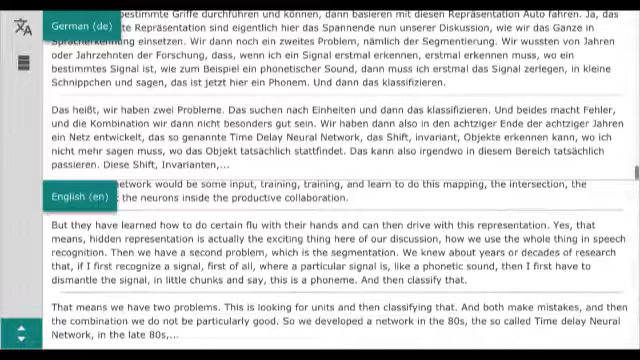 German (de)
bestimmte Griffe durchführen und können, dann basieren mit diesen Repräsentation Auto fahren. Ja, das
te Repräsentation sind eigentlich hier das Spannende nun unserer Diskussion, wie wir das Ganze in
Spracherkennung einsetzen. Wir dann noch ein zweites Problem, nämlich der Segmentierung. Wir wussten von Jahren
oder Jahrzehnten der Forschung, dass, wenn ich ein Signal erstmal erkennen, erstmal erkennen muss, wo ein
bestimmtes Signal ist, wie zum Beispiel ein phonetischer Sound, dann muss ich erstmal das Signal zerlegen, in kleine
Schnippchen und sagen, das ist jetzt hier ein Phonem. Und dann das klassifizieren.
Das heißt, wir haben zwei Probleme. Das suchen nach Einheiten und dann das klassifizieren. Und beides macht Fehler,
und die Kombination wir dann nicht besonders gut sein. Wir haben dann also in den achtziger Ende der achtziger Jahren
ein Netz entwickelt, das so genannte Time Delay Neural Network, das Shift, invariant, Objekte erkennen kann, wo ich
nicht mehr sagen muss, wo das Objekt tatsächlich stattfindet. Das kann also irgendwo in diesem Bereich tatsächlich
passieren. Diese Shift, Invarianten,...
English (en)
network would be some input, training, training, and learn to do this mapping, the intersection, the
the neurons inside the productive collaboration.
But they have learned how to do certain flu with their hands and can then drive with this representation. Yes, that
means, hidden representation is actually the exciting thing here of our discussion, how we use the whole thing in speech
recognition. Then we have a second problem, which is the segmentation. We knew about years or decades of research
that, if I first recognize a signal, first of all, where a particular signal is, like a phonetic sound, then I first have to
dismantle the signal, in little chunks and say, this is a phoneme. And then classify that.
That means we have two problems. This is looking for units and then classifying that. And both make mistakes, and then
the combination we do not be particularly good. So we developed a network in the 80s, the so called Time delay Neural
Network, in the late 80s,...